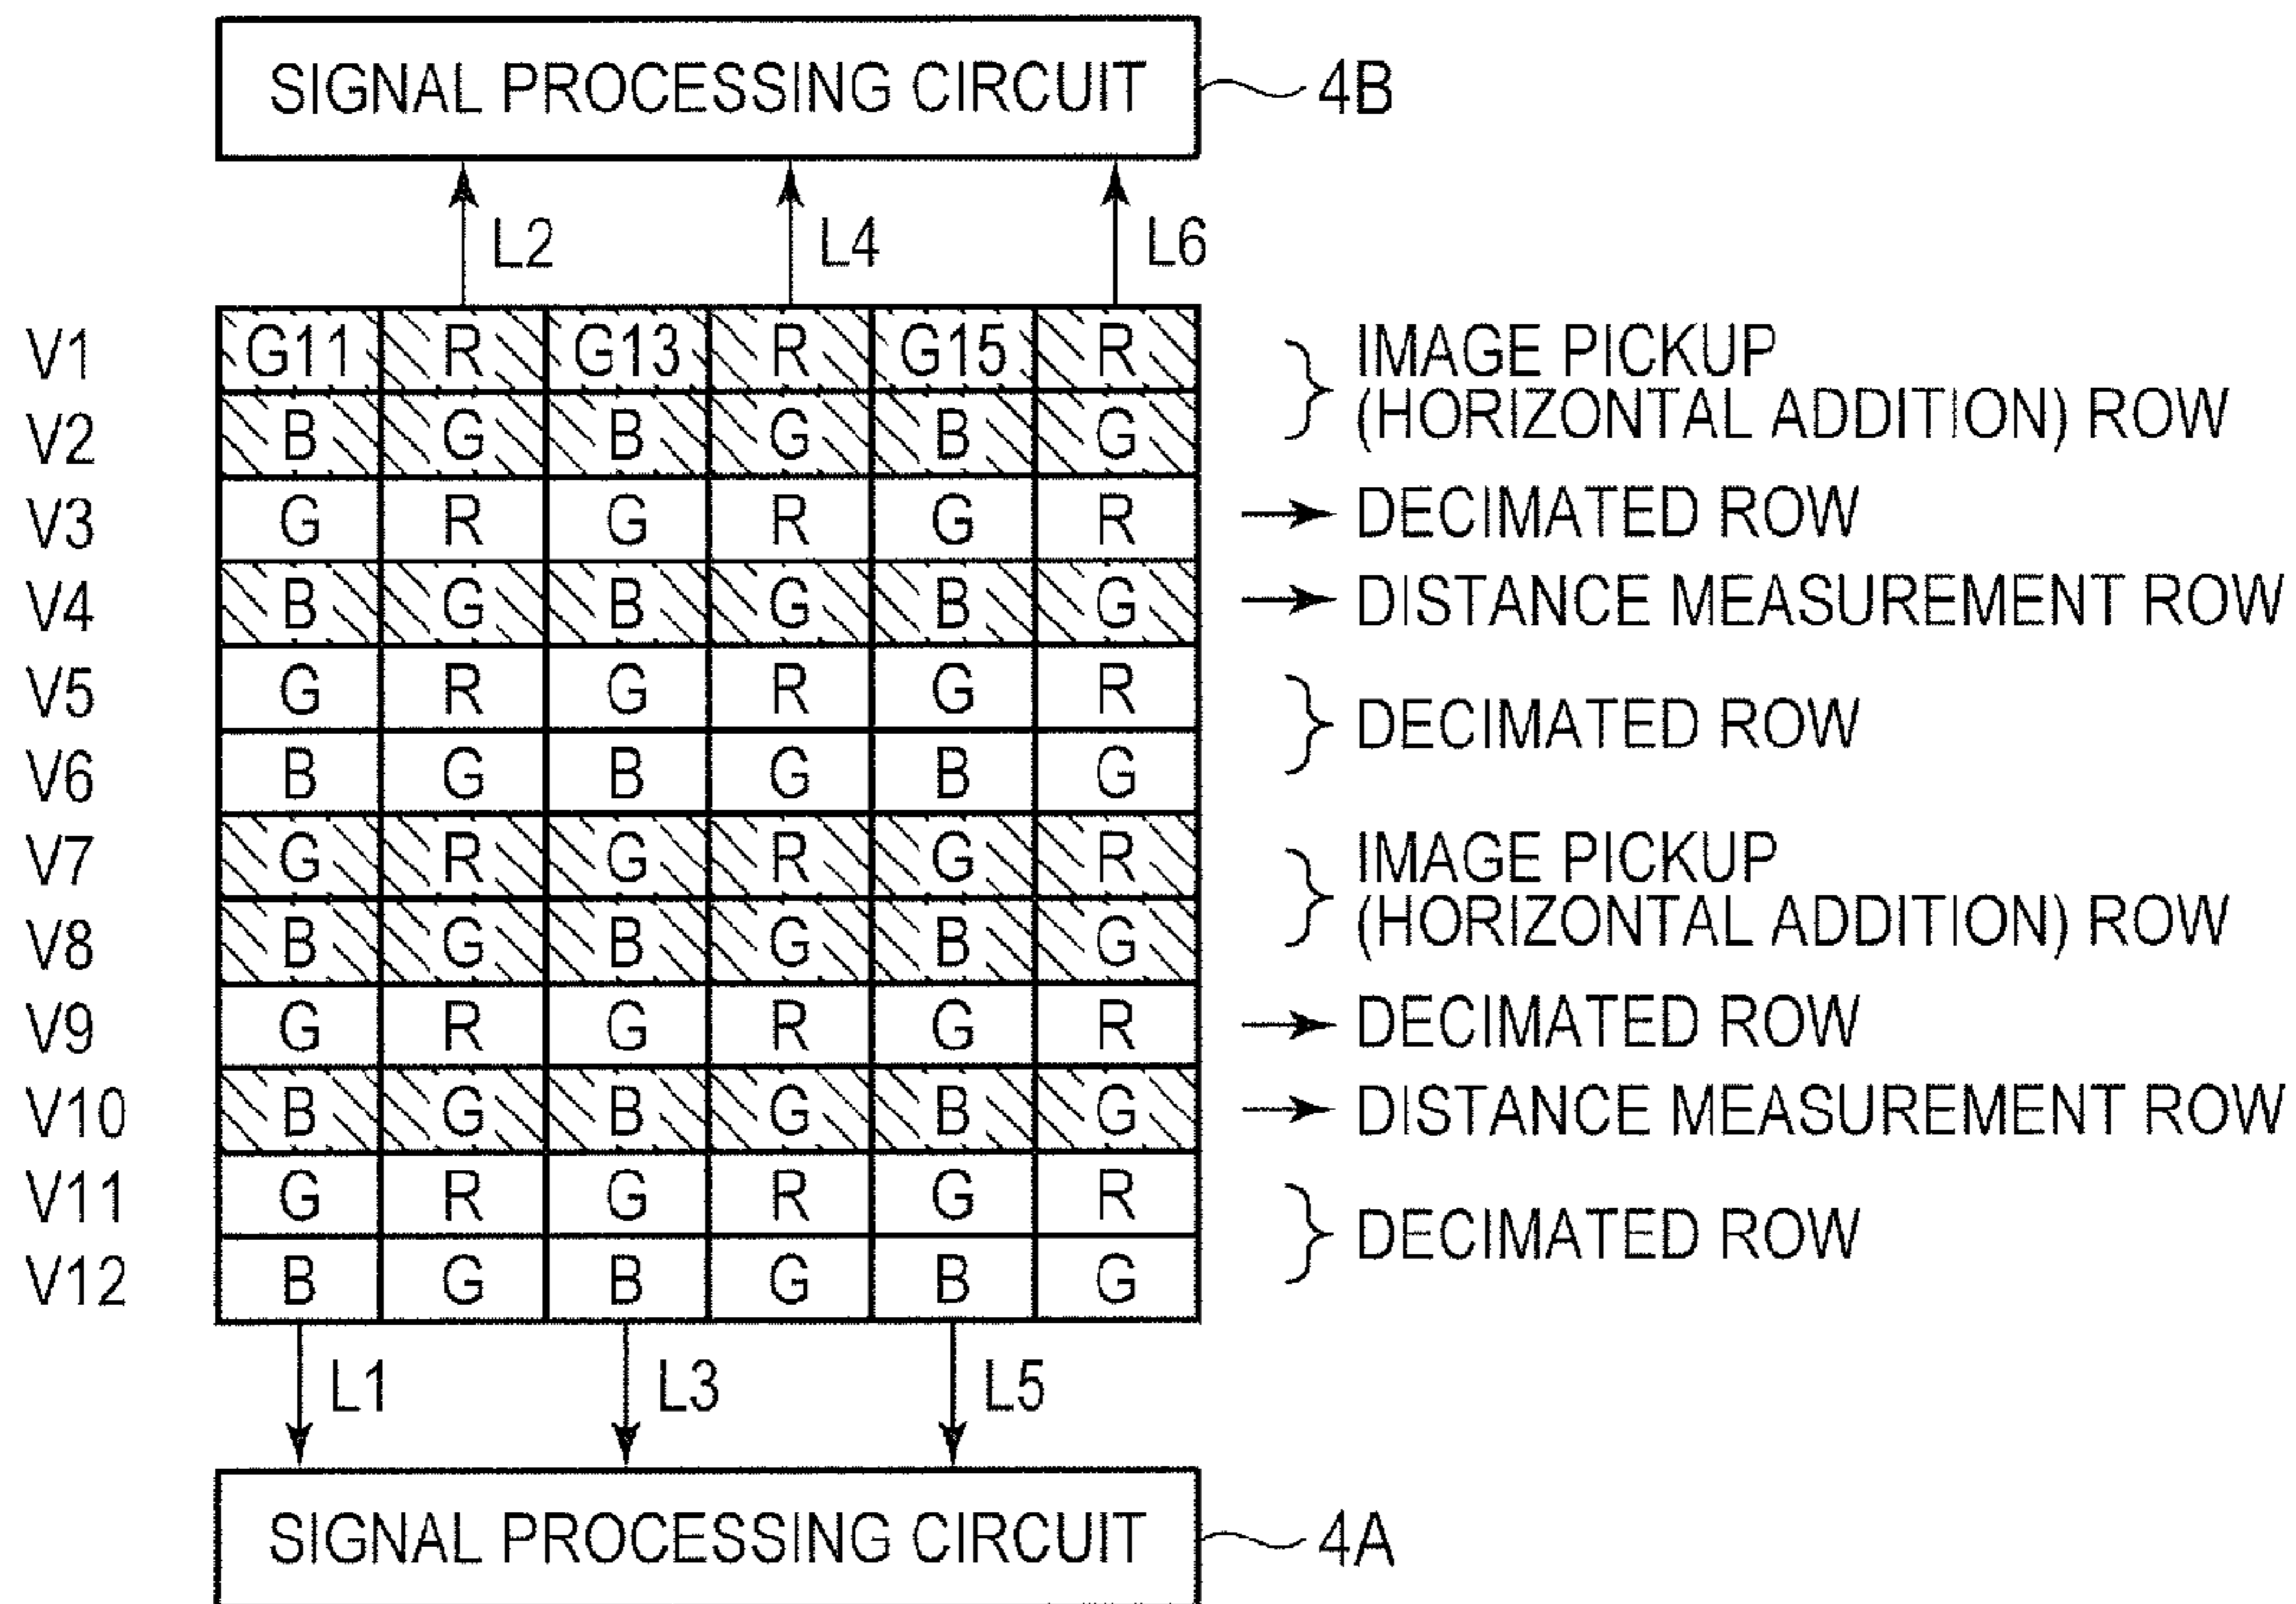 SIGNAL PROCESSING CIRCUIT 4B
L2 L4 L6
V1 G11 R G13 R G15 R IMAGE PICKUP
V2 B G B G B G (HORIZONTAL ADDITION) ROW
V3 G R G R G R DECIMATED ROW
V4 B G B G B G DISTANCE MEASUREMENT ROW
V5 G R G R G R DECIMATED ROW
V6 B G B G B G
V7 G R G R G R IMAGE PICKUP
V8 B G B G B G (HORIZONTAL ADDITION) ROW
V9 G R G R G R DECIMATED ROW
V10 B G B G B G DISTANCE MEASUREMENT ROW
V11 G R G R G R DECIMATED ROW
V12 B G B G B G
L1 L3 L5
SIGNAL PROCESSING CIRCUIT 4A